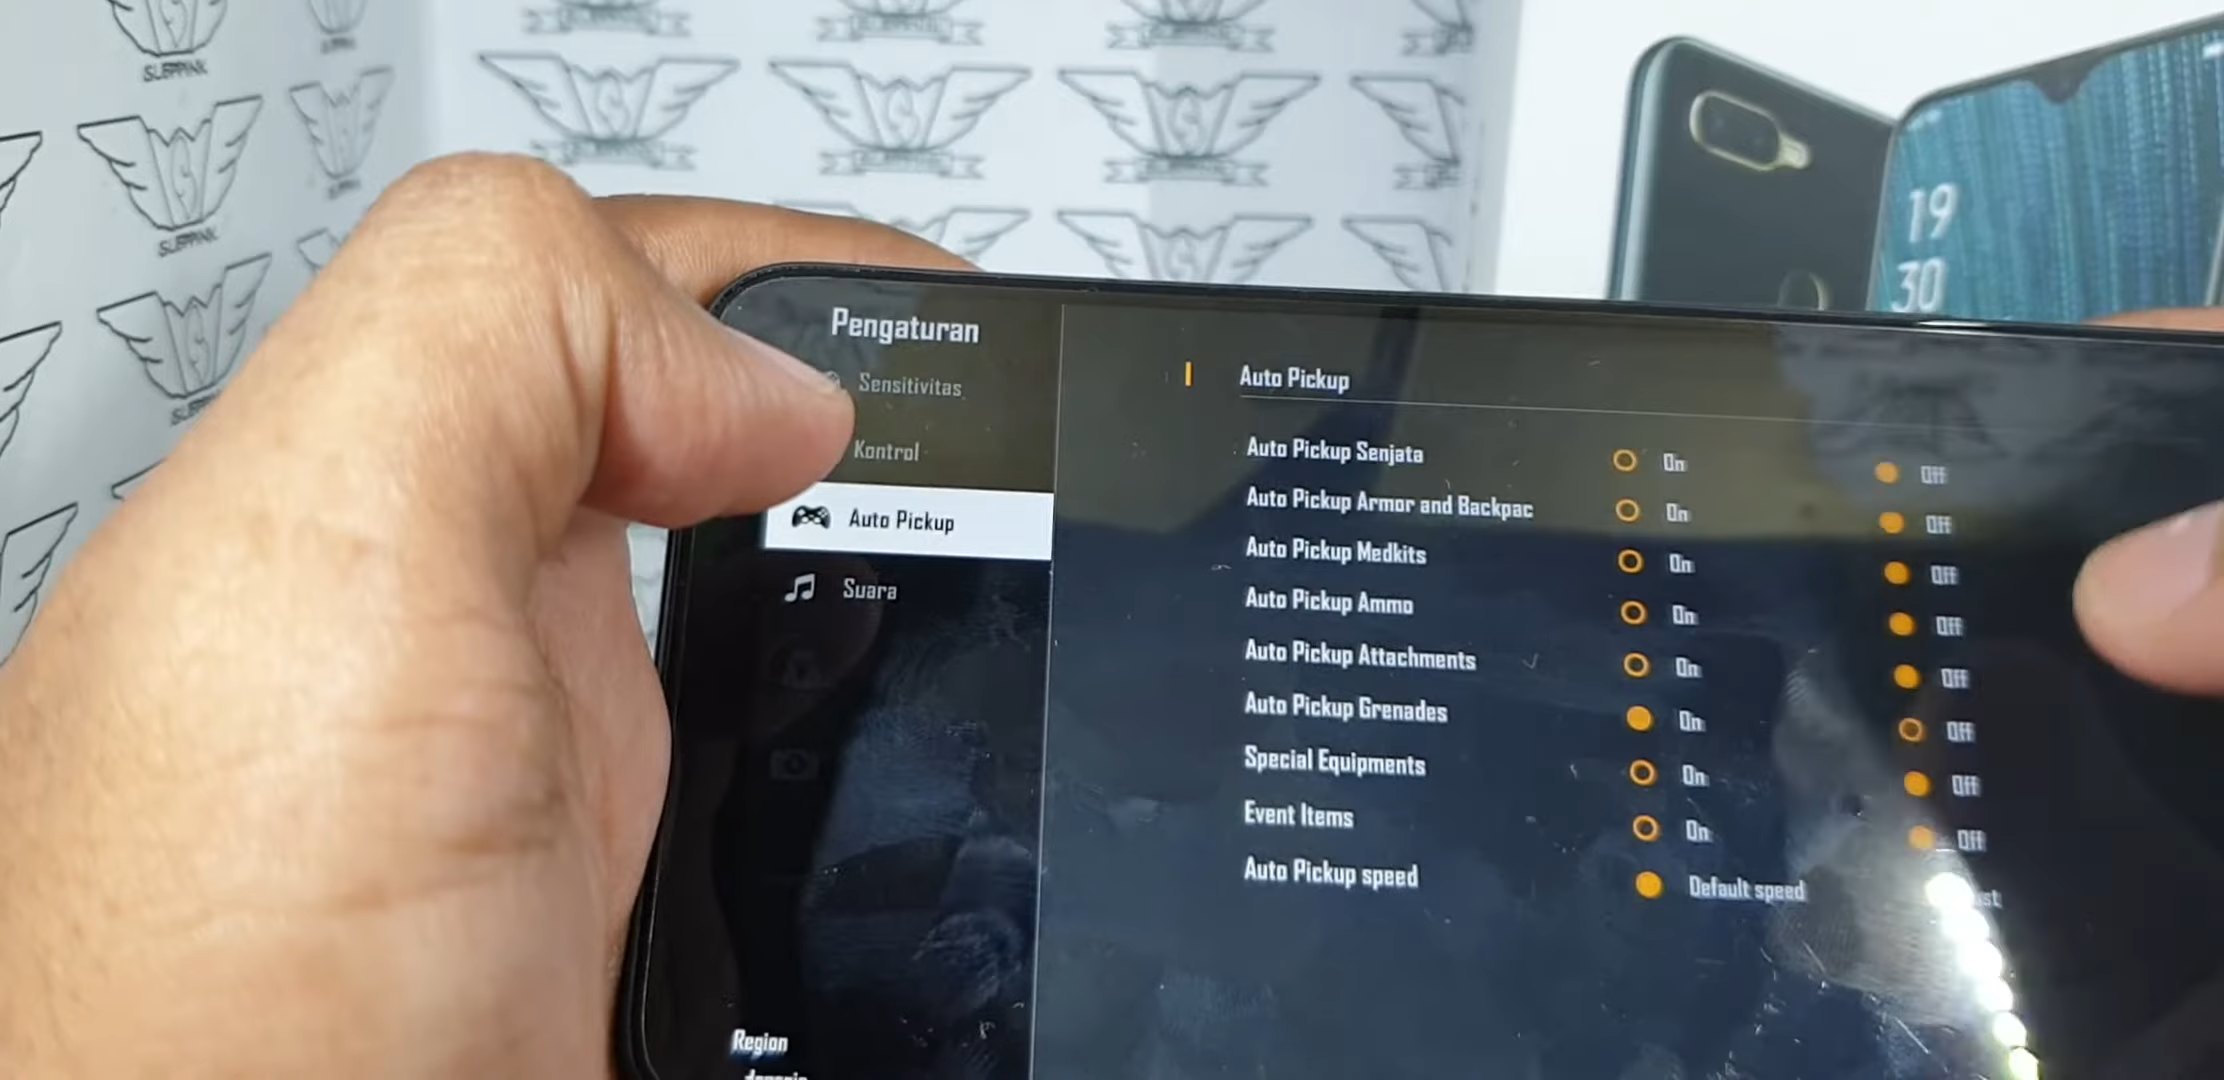 SLEPPINK
SLEPPINK
19
30
Pengaturan
Sensitivitas
Kontrol
Auto Pickup
Suara
Region
Auto Pickup
Auto Pickup Senjata On Off
Auto Pickup Armor and Backpac On Off
Auto Pickup Medkits On Off
Auto Pickup Ammo On Off
Auto Pickup Attachments On Off
Auto Pickup Grenades On Off
Special Equipments On Off
Event Items On Off
Auto Pickup speed Default speed